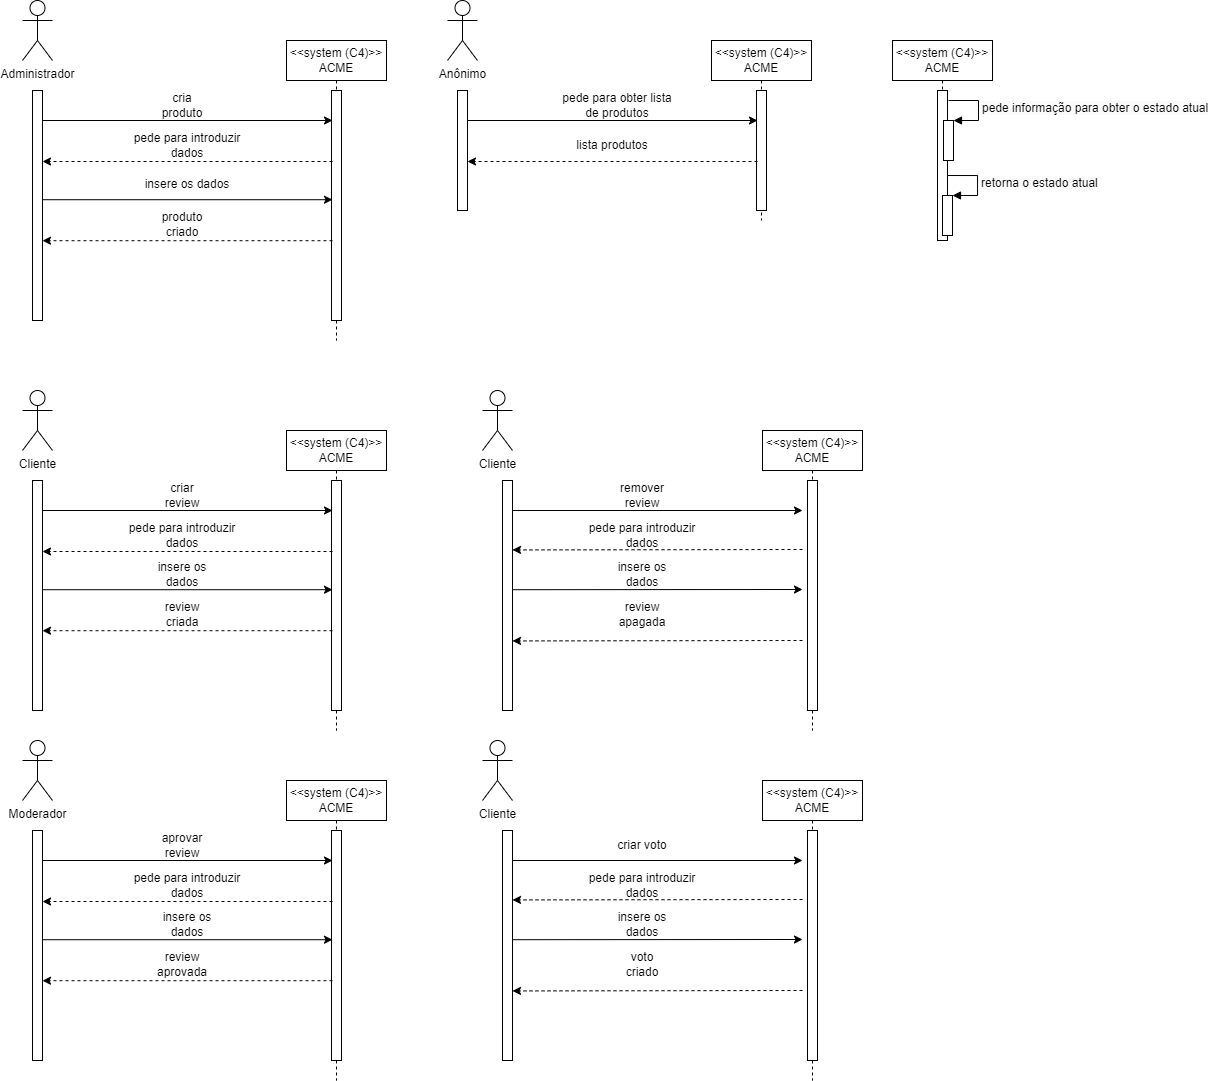 Administrador
<<system (C4)>>
ACME
cria
produto
pede para introduzir
dados
insere os dados
produto
criado
Anônimo
<<system (C4)>>
ACME
pede para obter lista
de produtos
lista produtos
<<system (C4)>>
ACME
pede informação para obter o estado atual
retorna o estado atual
Cliente
<<system (C4)>>
ACME
criar
review
pede para introduzir
dados
insere os
dados
review
criada
Cliente
<<system (C4)>>
ACME
remover
review
pede para introduzir
dados
insere os
dados
review
apagada
Moderador
<<system (C4)>>
ACME
aprovar
review
pede para introduzir
dados
insere os
dados
review
aprovada
Cliente
<<system (C4)>>
ACME
criar voto
pede para introduzir
dados
insere os
dados
voto
criado